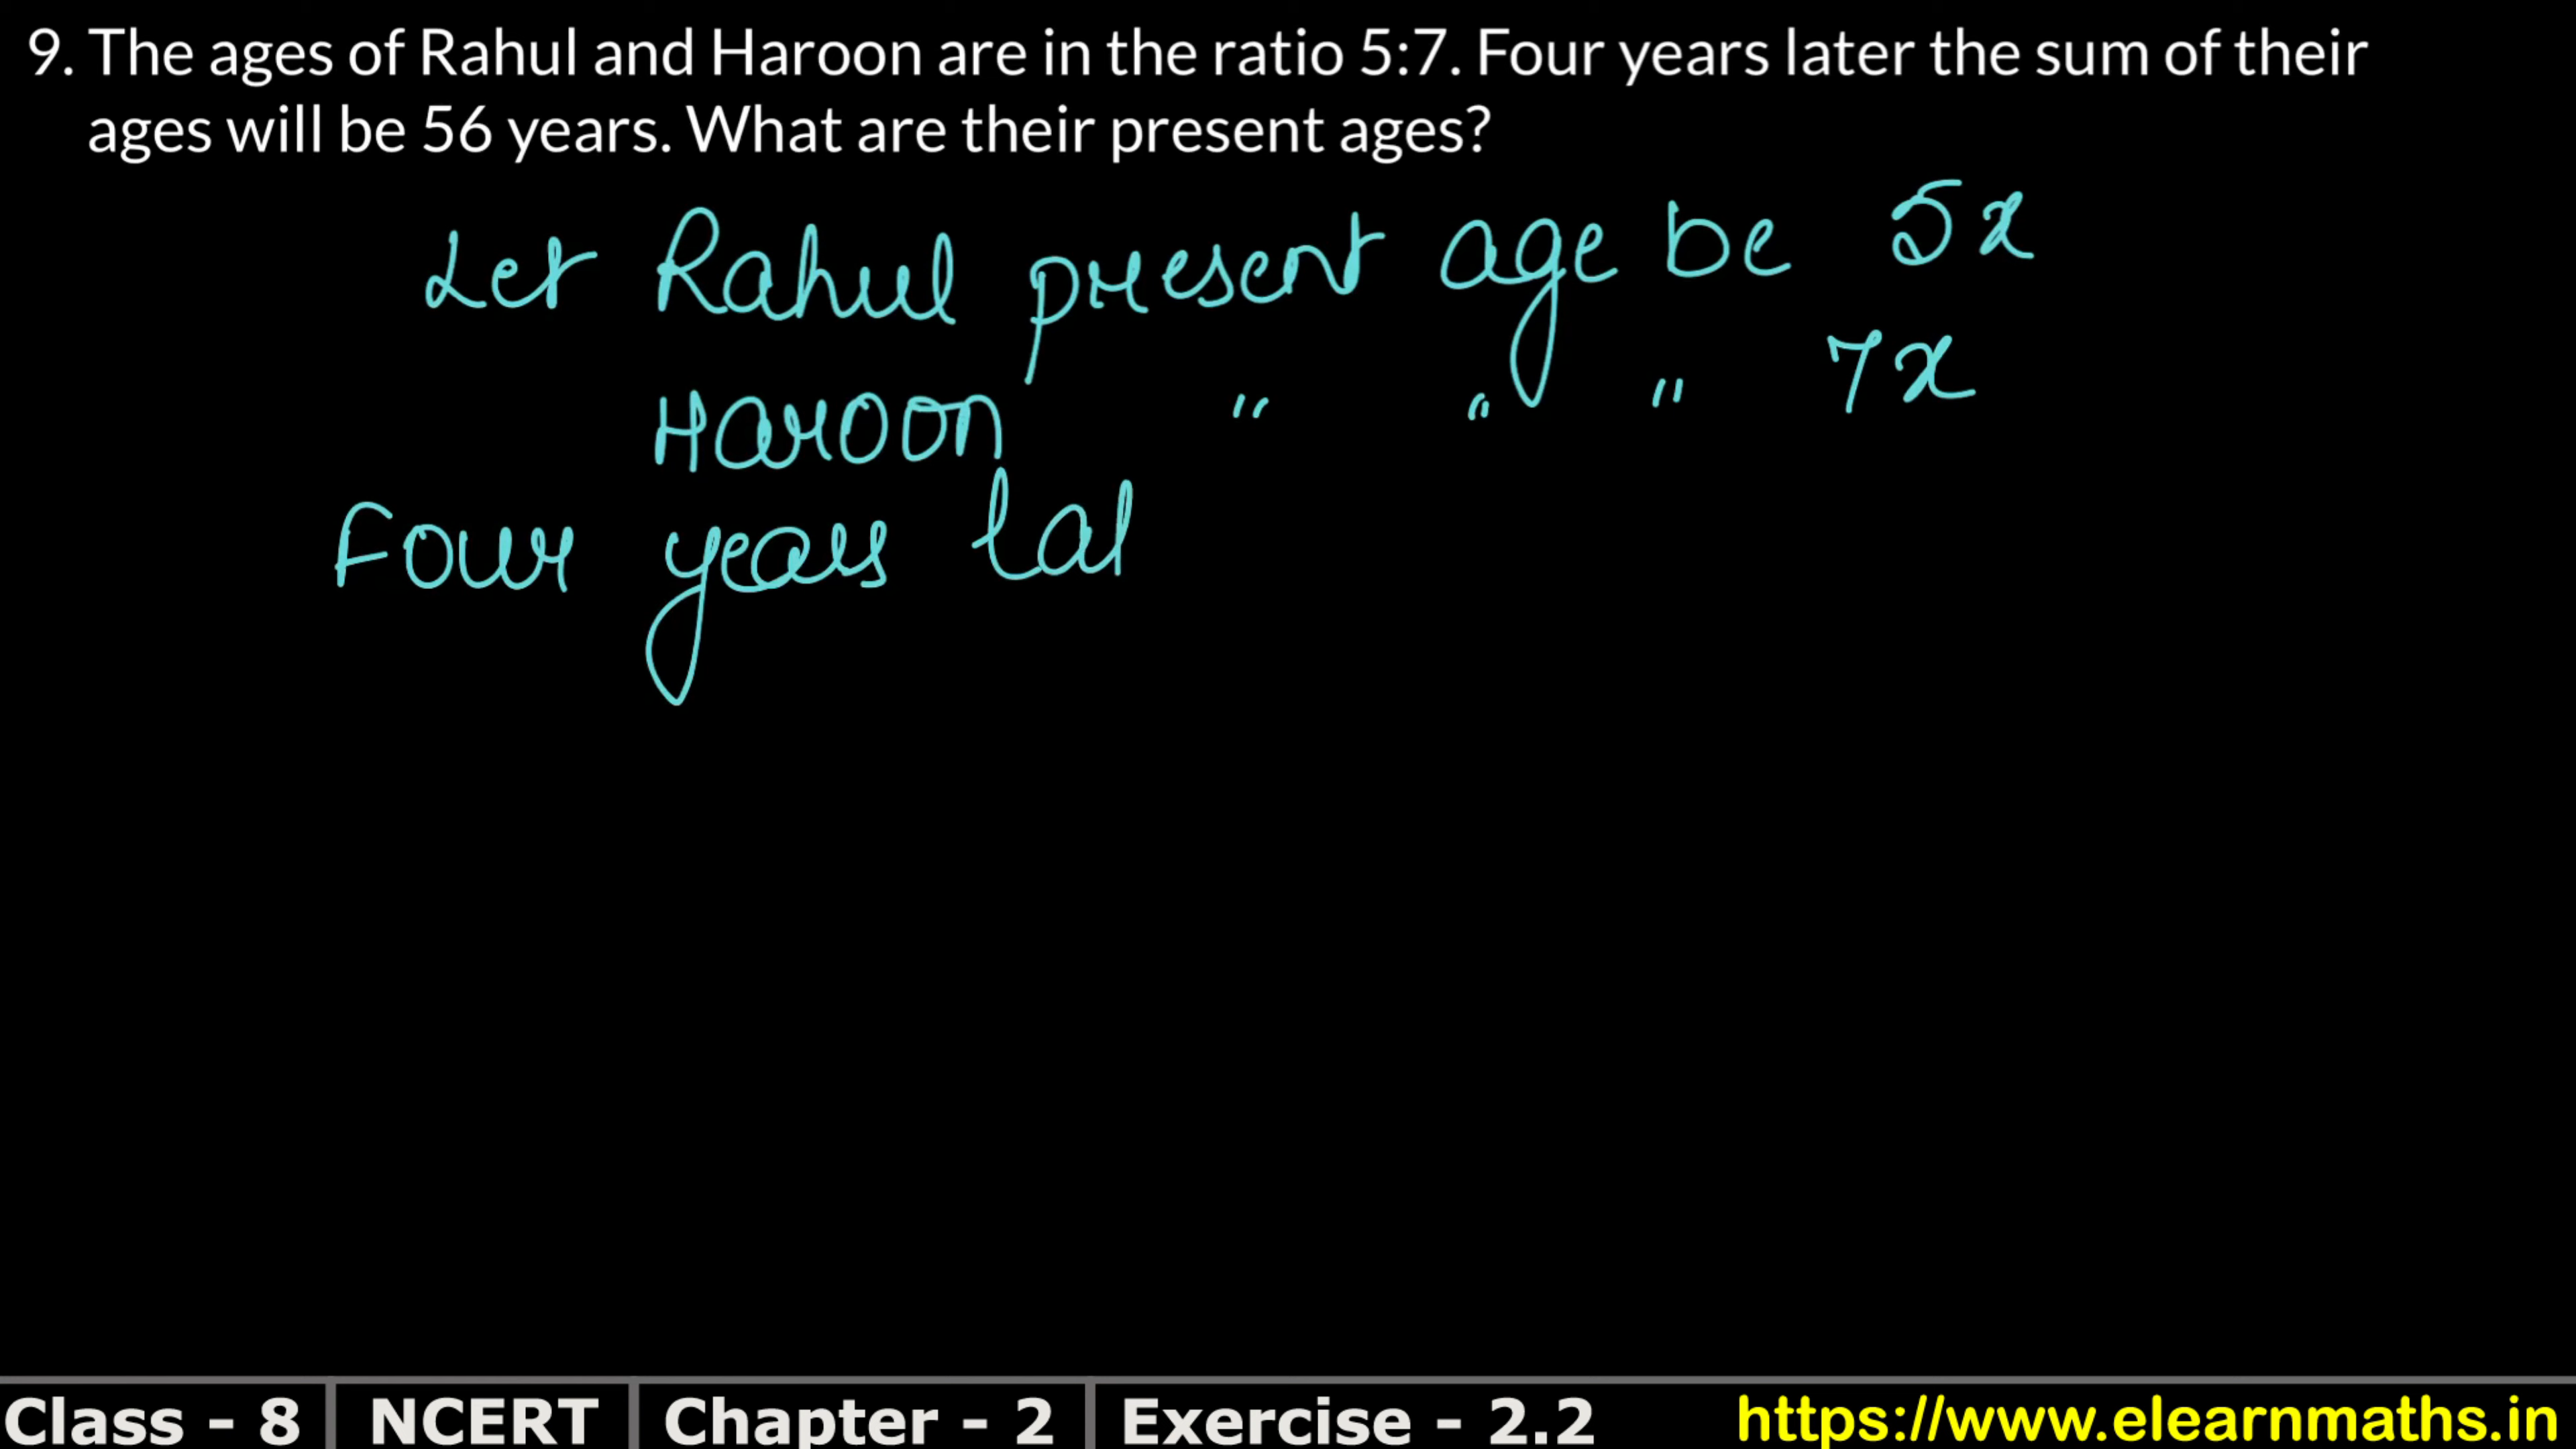 9. The ages of Rahul and Haroon are in the ratio 5:7. Four years later the sum of their
ages will be 56 years. What are their present ages?
Let Rahul present age be 5x
Haroon " " " 7x
Four years lat
Class - 8 NCERT Chapter - 2 Exercise - 2.2 https://www.elearnmaths.in